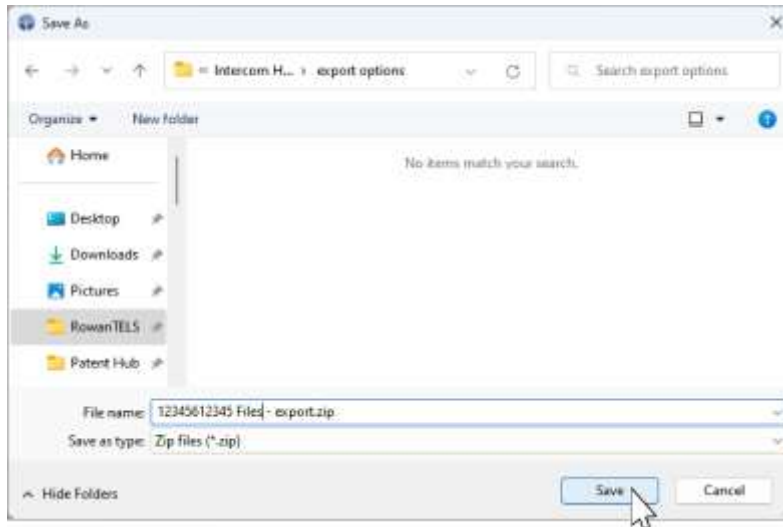 Save As
« Intercom H... › export options
Search export options
Organize
New folder
Home
No items match your search.
Desktop
Downloads
Pictures
RowanTELS
Patent Hub
File name: 12345612345 Files - export.zip
Save as type: Zip files (*.zip)
Hide Folders
Save
Cancel